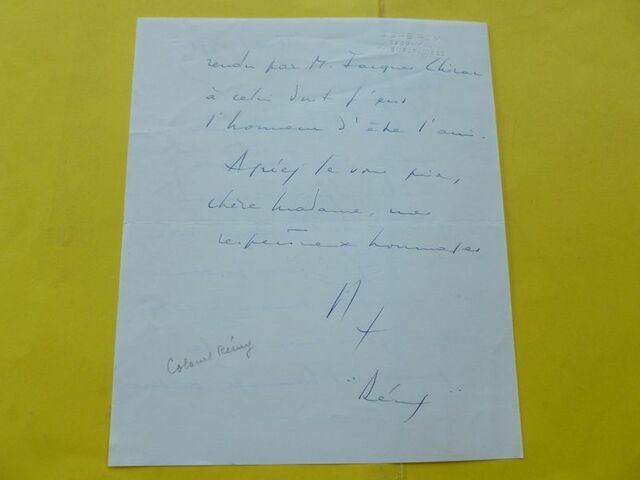 rendu par M. Jacques Chirac
à celui dont j'eus
l'honneur d'être l'ami.
Agréez je vous prie,
chère Madame, mes
respectueux hommages
"Rémy"
Colonel Rémy